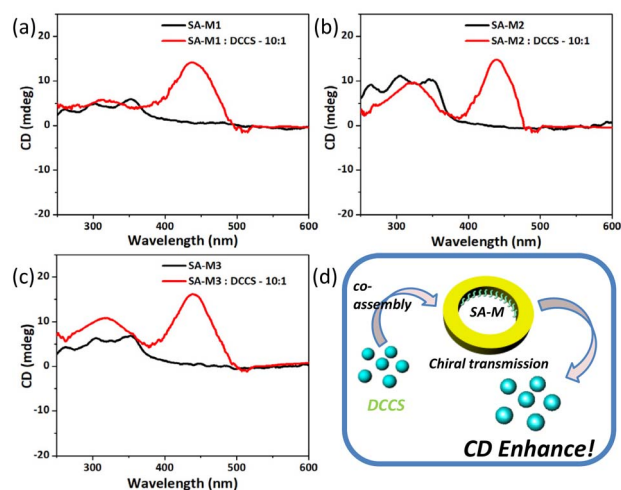 (a)
SA-M1
SA-M1 : DCCS - 10:1
CD (mdeg)
20
10
0
-10
-20
300 400 500 600
Wavelength (nm)
(b)
SA-M2
SA-M2 : DCCS - 10:1
CD (mdeg)
20
10
0
-10
-20
300 400 500 600
Wavelength (nm)
(c)
SA-M3
SA-M3 : DCCS - 10:1
CD (mdeg)
20
10
0
-10
-20
300 400 500 600
Wavelength (nm)
(d)
co-
assembly
SA-M
Chiral transmission
DCCS
CD Enhance!